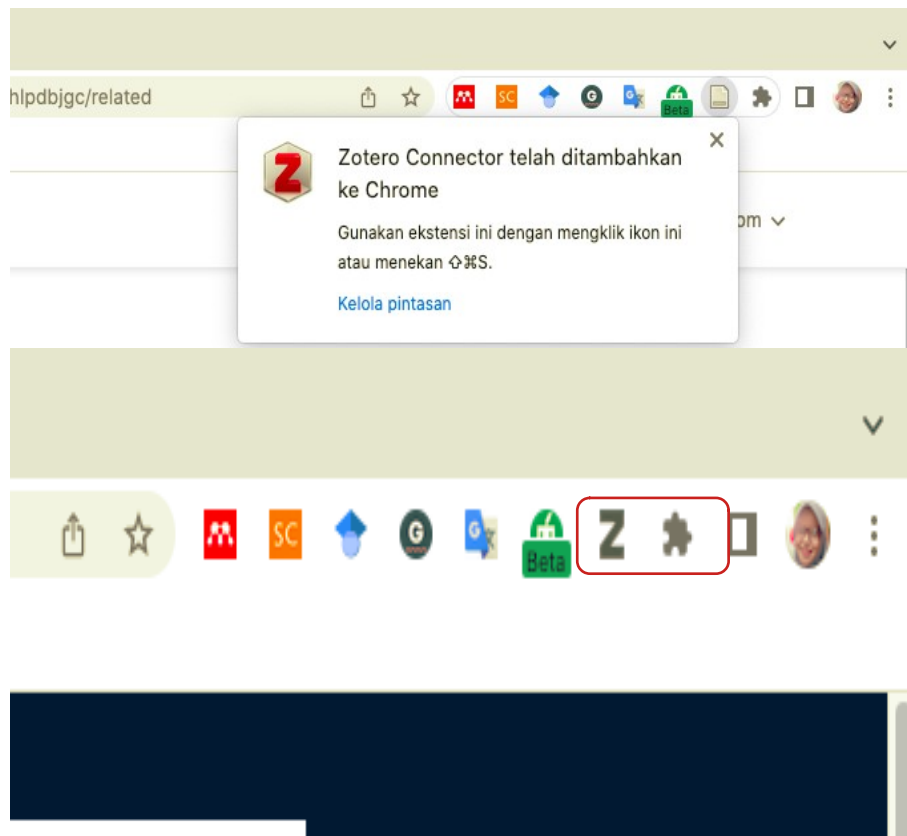 hlpdbjgc/related
SC
G
G
Beta
Z
Zotero Connector telah ditambahkan
ke Chrome
Gunakan ekstensi ini dengan mengklik ikon ini
atau menekan ⇧⌘S.
om
Kelola pintasan
SC
G
G
Beta
Z